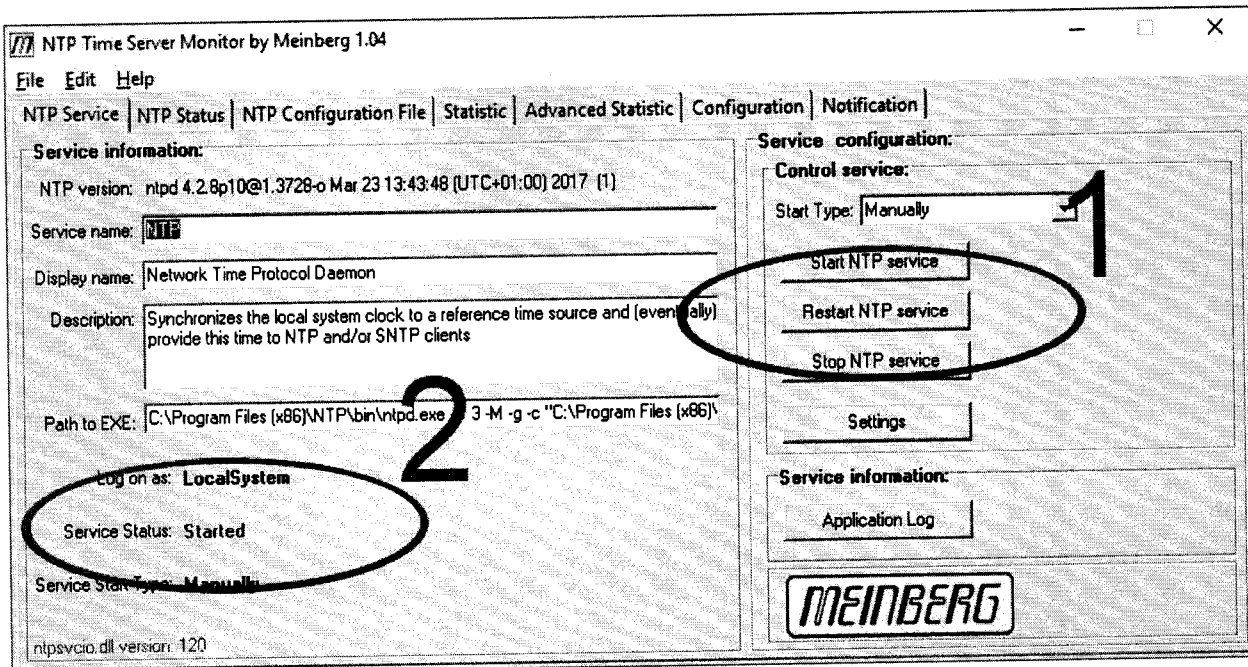 NTP Time Server Monitor by Meinberg 1.04
File Edit Help
NTP Service NTP Status NTP Configuration File Statistic Advanced Statistic Configuration Notification
Service information:
NTP version: ntpd 4.2.8p10@1.3728-o Mar 23 13:43:48 (UTC+01:00) 2017 (1)
Service name: NTP
Display name: Network Time Protocol Daemon
Description: Synchronizes the local system clock to a reference time source and (eventually)
provide this time to NTP and/or SNTP clients
Path to EXE: C:\Program Files (x86)\NTP\bin\ntpd.exe 3 -M -g -c "C:\Program Files (x86)\
2
Log on as: LocalSystem
Service Status: Started
Service Start Type: Manually
ntpsvcio.dll version: 120
Service configuration:
Control service:
Start Type: Manually
1
Start NTP service
Restart NTP service
Stop NTP service
Settings
Service information:
Application Log
MEINBERG